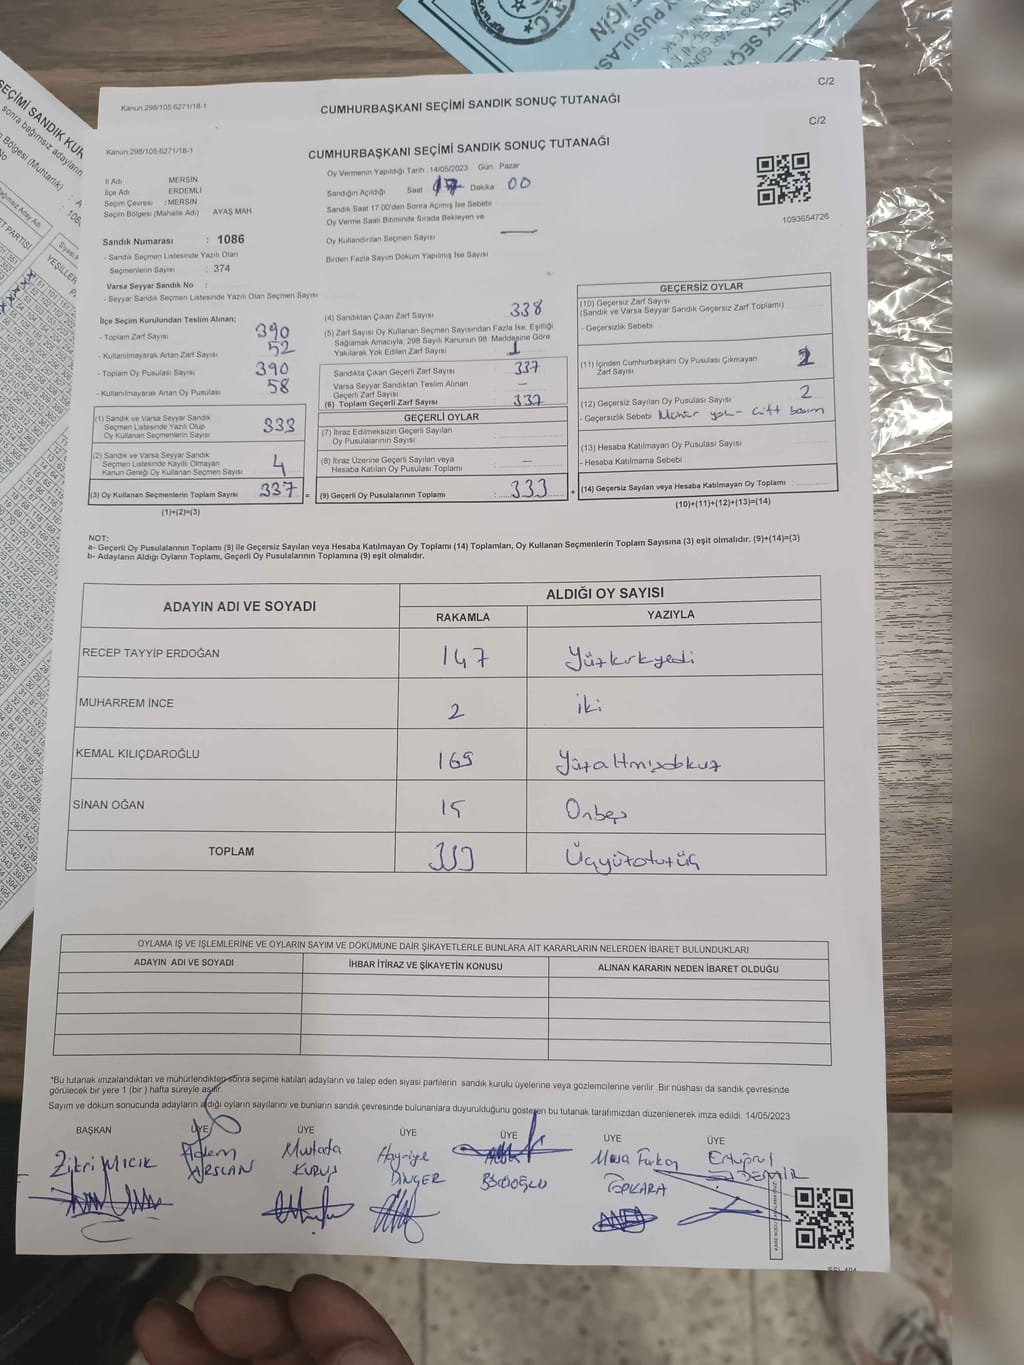 C/2
Kanun.298/105.6271/18-1
CUMHURBAŞKANI SEÇİMİ SANDIK SONUÇ TUTANAĞI
C/2
Kanun.298/105.6271/18-1
CUMHURBAŞKANI SEÇİMİ SANDIK SONUÇ TUTANAĞI
1093654726
İl Adı MERSİN
İlçe Adı ERDEMLİ
Seçim Çevresi : MERSİN
Seçim Bölgesi (Mahalle Adı) AYAŞ MAH.
Sandık Numarası : 1086
- Sandık Seçmen Listesinde Yazılı Olan
Seçmenlerin Sayısı : 374
Varsa Seyyar Sandık No :
- Seyyar Sandık Seçmen Listesinde Yazılı Olan Seçmen Sayısı
Oy Vermenin Yapıldığı Tarih 14/05/2023 Gün Pazar
Sandığın Açıldığı Saat 17 Dakika 00
Sandık Saat 17:00'den Sonra Açılmış İse Sebebi
Oy Verme Saati Bitiminde Sırada Bekleyen ve
Oy Kullandırılan Seçmen Sayısı
Birden Fazla Sayım Döküm Yapılmış İse Sayısı
İlçe Seçim Kurulundan Teslim Alınan;
- Toplam Zarf Sayısı 390
- Kullanılmayarak Artan Zarf Sayısı 52
- Toplam Oy Pusulası Sayısı 390
- Kullanılmayarak Artan Oy Pusulası 58
(1) Sandık ve Varsa Seyyar Sandık
Seçmen Listesinde Yazılı Olup
Oy Kullanan Seçmenlerin Sayısı 333
(2) Sandık ve Varsa Seyyar Sandık
Seçmen Listesinde Kayıtlı Olmayan
Kanun Gereği Oy Kullanan Seçmen Sayısı 4
(3) Oy Kullanan Seçmenlerin Toplam Sayısı 337 =
(1)+(2)=(3)
(4) Sandıktan Çıkan Zarf Sayısı 338
(5) Zarf Sayısı Oy Kullanan Seçmen Sayısından Fazla İse, Eşitliği
Sağlamak Amacıyla, 298 Sayılı Kanunun 98. Maddesine Göre
Yakılarak Yok Edilen Zarf Sayısı 1
Sandıkta Çıkan Geçerli Zarf Sayısı 337
Varsa Seyyar Sandıktan Teslim Alınan
Geçerli Zarf Sayısı –
(6) Toplam Geçerli Zarf Sayısı 337
GEÇERLİ OYLAR
(7) İtiraz Edilmeksizin Geçerli Sayılan
Oy Pusulalarının Sayısı
(8) İtiraz Üzerine Geçerli Sayılan veya
Hesaba Katılan Oy Pusulası Toplamı –
(9) Geçerli Oy Pusulalarının Toplamı : 333 +
GEÇERSİZ OYLAR
(10) Geçersiz Zarf Sayısı
(Sandık ve Varsa Seyyar Sandık Geçersiz Zarf Toplamı)
- Geçersizlik Sebebi
(11) İçinden Cumhurbaşkanı Oy Pusulası Çıkmayan
Zarf Sayısı 2
(12) Geçersiz Sayılan Oy Pusulası Sayısı 2
- Geçersizlik Sebebi Mühür yok - Çift basım
(13) Hesaba Katılmayan Oy Pusulası Sayısı
- Hesaba Katılmama Sebebi
(14) Geçersiz Sayılan veya Hesaba Katılmayan Oy Toplamı
(10)+(11)+(12)+(13)=(14)
NOT:
a- Geçerli Oy Pusulalarının Toplamı (9) ile Geçersiz Sayılan veya Hesaba Katılmayan Oy Toplamı (14) Toplamları, Oy Kullanan Seçmenlerin Toplam Sayısına (3) eşit olmalıdır. (9)+(14)=(3)
b- Adayların Aldığı Oyların Toplamı, Geçerli Oy Pusulalarının Toplamına (9) eşit olmalıdır.
ADAYIN ADI VE SOYADI ALDIĞI OY SAYISI
RAKAMLA YAZIYLA
RECEP TAYYİP ERDOĞAN 147 Yüzkırkyedi
MUHARREM İNCE 2 iki
KEMAL KILIÇDAROĞLU 169 Yüzaltmışdokuz
SİNAN OĞAN 15 Onbeş
TOPLAM 333 Üçyüzotuzüç
OYLAMA İŞ VE İŞLEMLERİNE VE OYLARIN SAYIM VE DÖKÜMÜNE DAİR ŞİKAYETLERLE BUNLARA AİT KARARLARIN NELERDEN İBARET BULUNDUKLARI
ADAYIN ADI VE SOYADI İHBAR İTİRAZ VE ŞİKAYETİN KONUSU ALINAN KARARIN NEDEN İBARET OLDUĞU
"Bu tutanak imzalandıktan ve mühürlendikten sonra seçime katılan adayların ve talep eden siyasi partilerin sandık kurulu üyelerine veya gözlemcilerine verilir .Bir nüshası da sandık çevresinde
görülecek bir yere 1 (bir ) hafta süreyle asılır.
Sayım ve döküm sonucunda adayların aldığı oyların sayılarını ve bunların sandık çevresinde bulunanlara duyurulduğunu gösteren bu tutanak tarafımızdan düzenlenerek imza edildi. 14/05/2023
BAŞKAN ÜYE ÜYE ÜYE ÜYE ÜYE ÜYE
Zikri MICIK Adem ARSLAN Mustafa KURUŞ Hayriye DİNÇER Musa Furkan TOPKARA Ertuğrul